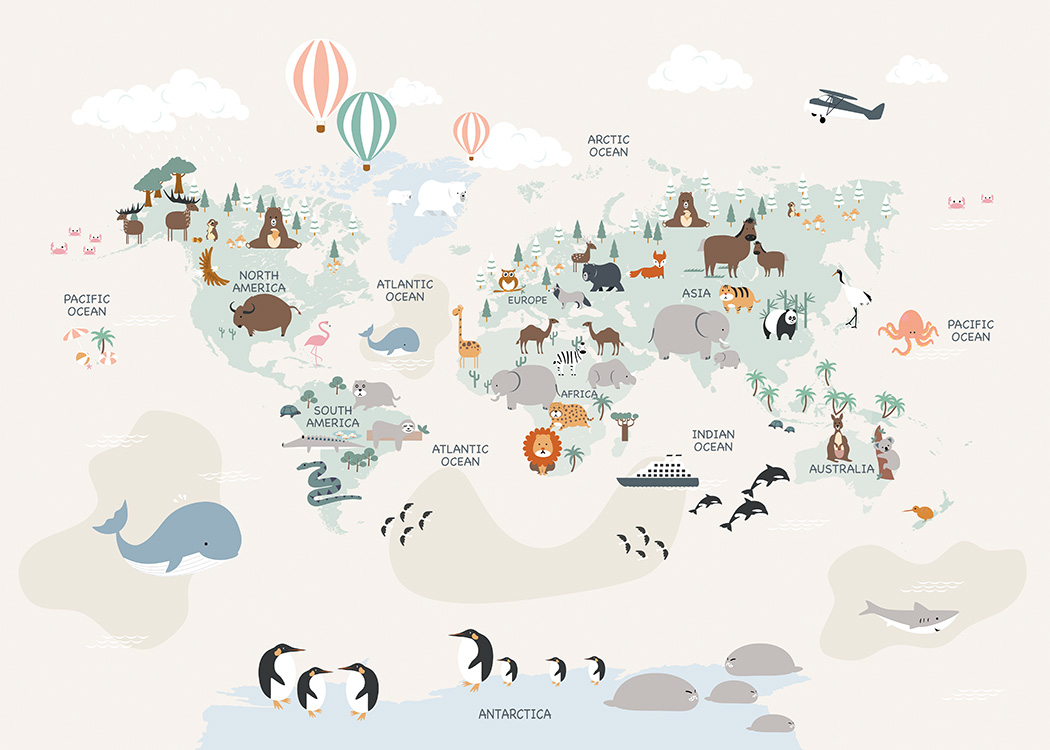 ARCTIC
OCEAN
NORTH
AMERICA
ATLANTIC
OCEAN
PACIFIC
OCEAN
EUROPE
ASIA
PACIFIC
OCEAN
AFRICA
SOUTH
AMERICA
ATLANTIC
OCEAN
INDIAN
OCEAN
AUSTRALIA
ANTARCTICA